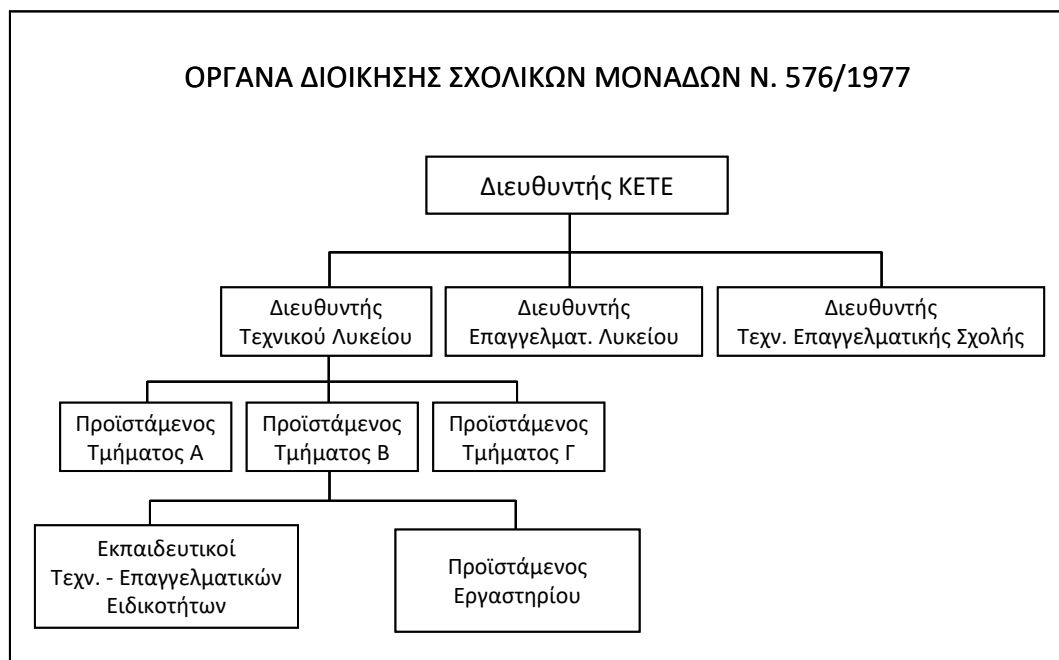 ΟΡΓΑΝΑ ΔΙΟΙΚΗΣΗΣ ΣΧΟΛΙΚΩΝ ΜΟΝΑΔΩΝ Ν. 576/1977
Διευθυντής ΚΕΤΕ
Διευθυντής
Τεχνικού Λυκείου
Διευθυντής
Επαγγελματ. Λυκείου
Διευθυντής
Τεχν. Επαγγελματικής Σχολής
Προϊστάμενος
Τμήματος Α
Προϊστάμενος
Τμήματος Β
Προϊστάμενος
Τμήματος Γ
Εκπαιδευτικοί
Τεχν. - Επαγγελματικών
Ειδικοτήτων
Προϊστάμενος
Εργαστηρίου